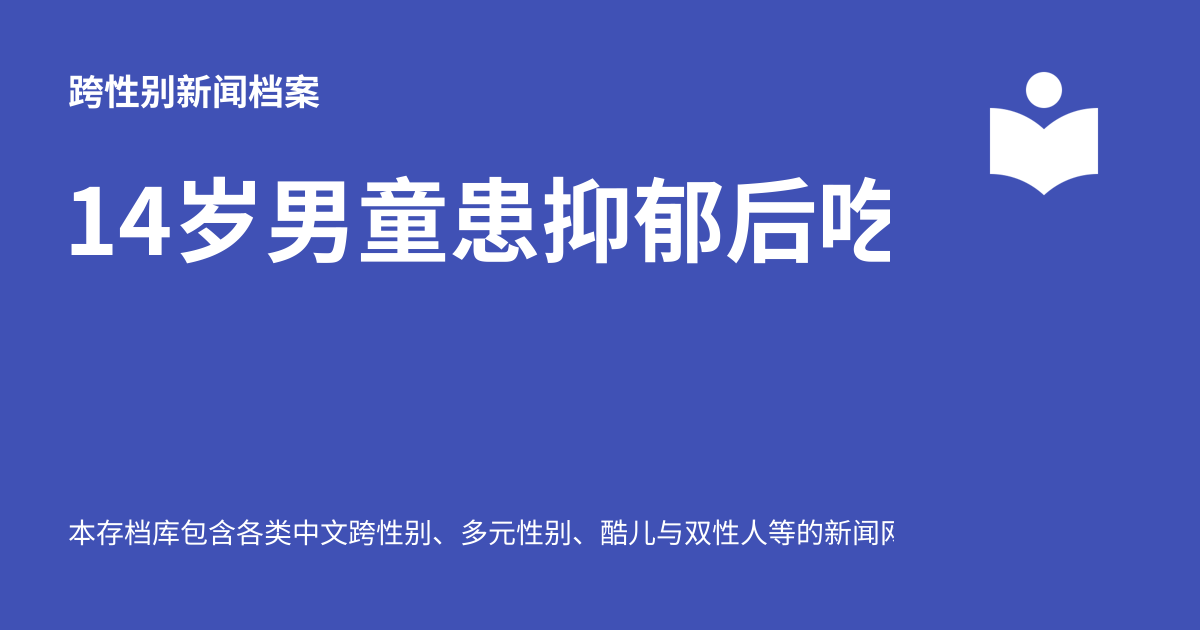 跨性别新闻档案
14岁男童患抑郁后吃
本存档库包含各类中文跨性别、多元性别、酷儿与双性人等的新闻